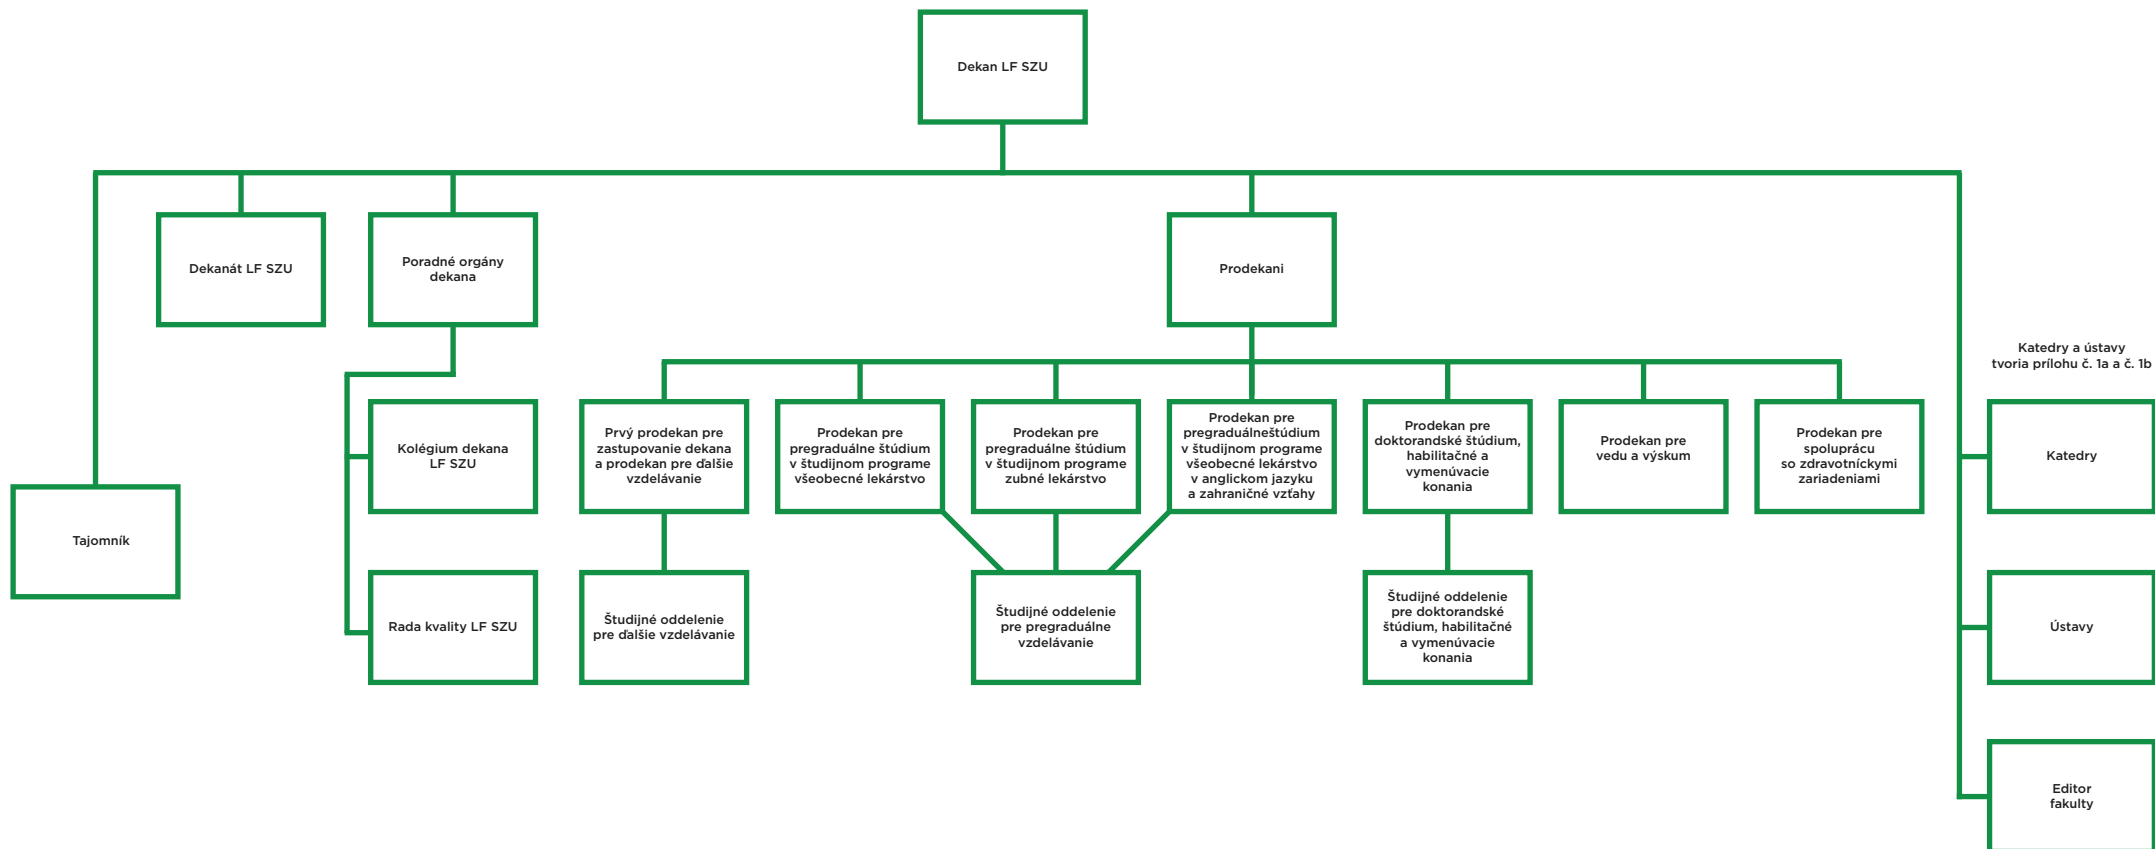 Dekan LF SZU
Dekanát LF SZU
Poradné orgány
dekana
Prodekani
Katedry a ústavy
tvoria prílohu č. 1a a č. 1b
Kolégium dekana
LF SZU
Prvý prodekan pre
zastupovanie dekana
a prodekan pre ďalšie
vzdelávanie
Prodekan pre
pregraduálne štúdium
v študijnom programe
všeobecné lekárstvo
Prodekan pre
pregraduálne štúdium
v študijnom programe
zubné lekárstvo
Prodekan pre
pregraduálneštúdium
v študijnom programe
všeobecné lekárstvo
v anglickom jazyku
a zahraničné vzťahy
Prodekan pre
doktorandské štúdium,
habilitačné a
vymenúvacie
konania
Prodekan pre
vedu a výskum
Prodekan pre
spoluprácu
so zdravotníckymi
zariadeniami
Katedry
Tajomník
Rada kvality LF SZU
Študijné oddelenie
pre ďalšie vzdelávanie
Študijné oddelenie
pre pregraduálne
vzdelávanie
Študijné oddelenie
pre doktorandské
štúdium, habilitačné
a vymenúvacie
konania
Ústavy
Editor
fakulty